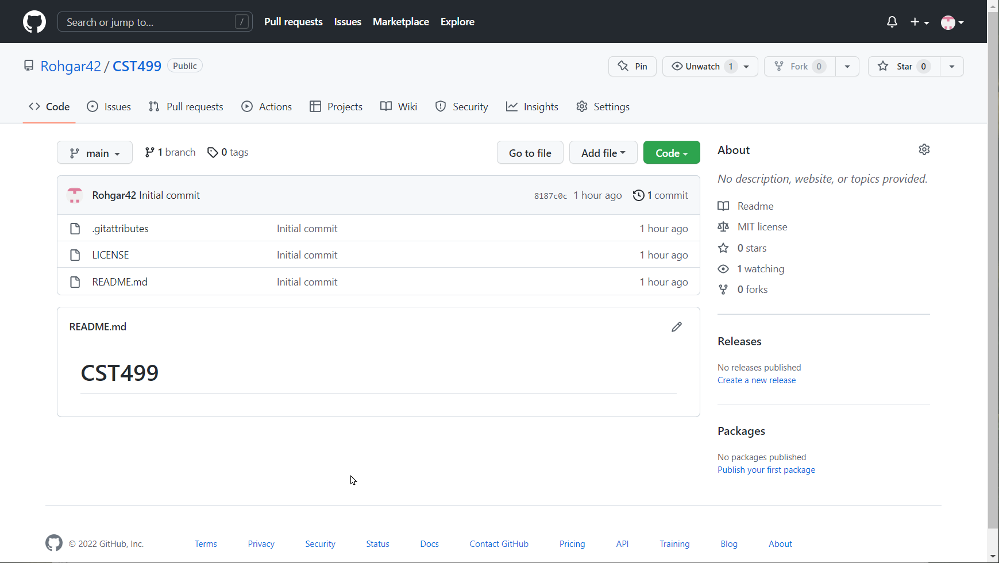 Search or jump to... /
Pull requests Issues Marketplace Explore
Rohgar42 / CST499 Public
Pin Unwatch 1 Fork 0 Star 0
Code Issues Pull requests Actions Projects Wiki Security Insights Settings
main 1 branch 0 tags Go to file Add file Code
Rohgar42 Initial commit 8187c0c 1 hour ago 1 commit
.gitattributes Initial commit 1 hour ago
LICENSE Initial commit 1 hour ago
README.md Initial commit 1 hour ago
README.md
CST499
About
No description, website, or topics provided.
Readme
MIT license
0 stars
1 watching
0 forks
Releases
No releases published
Create a new release
Packages
No packages published
Publish your first package
© 2022 GitHub, Inc. Terms Privacy Security Status Docs Contact GitHub Pricing API Training Blog About